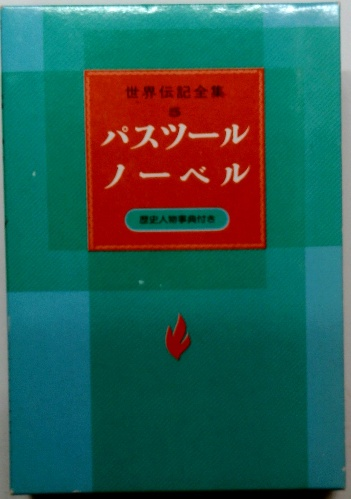 世界伝記全集
パスツール
ノーベル
歴史人物事典付き